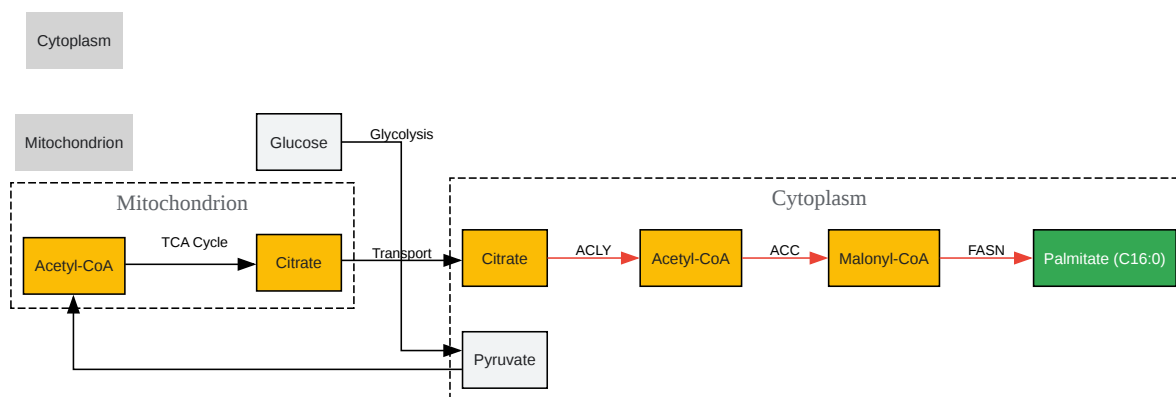 Cytoplasm
Mitochondrion
Glucose
Glycolysis
Mitochondrion
Cytoplasm
Acetyl-CoA
TCA Cycle
Citrate
Transport
Citrate
ACLY
Acetyl-CoA
ACC
Malonyl-CoA
FASN
Palmitate (C16:0)
Pyruvate